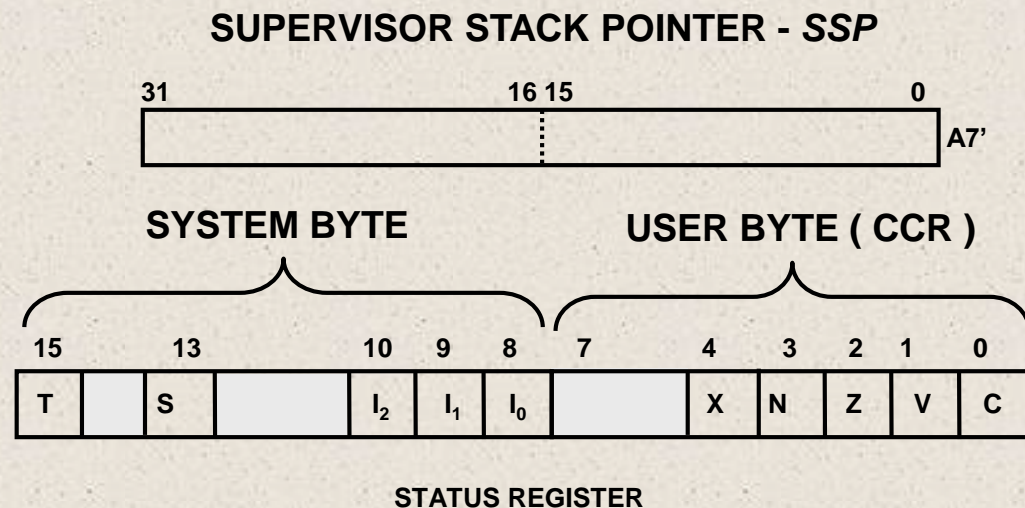 SUPERVISOR STACK POINTER - SSP
31 16 15 0
A7’
SYSTEM BYTE USER BYTE ( CCR )
15 13 10 9 8 7 4 3 2 1 0
T S I₂ I₁ I₀ X N Z V C
STATUS REGISTER